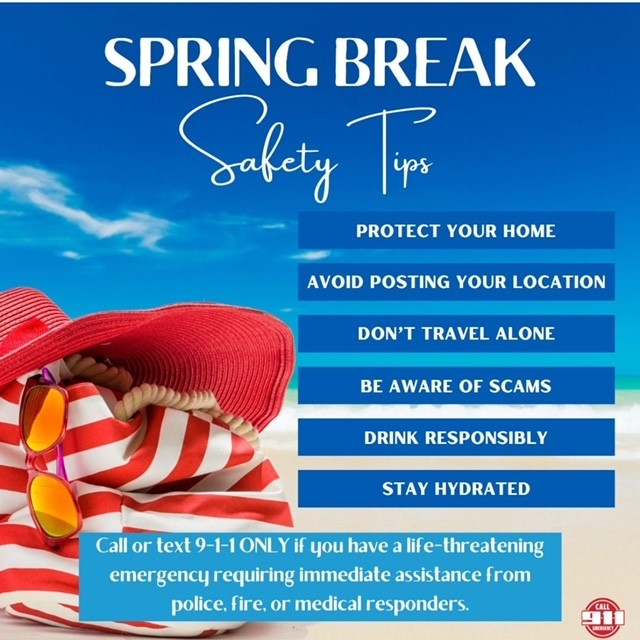 SPRING BREAK
Safety Tips
PROTECT YOUR HOME
AVOID POSTING YOUR LOCATION
DON'T TRAVEL ALONE
BE AWARE OF SCAMS
DRINK RESPONSIBLY
STAY HYDRATED
Call or text 9-1-1 ONLY if you have a life-threatening
emergency requiring immediate assistance from
police, fire, or medical responders.
CALL
911
EMERGENCY